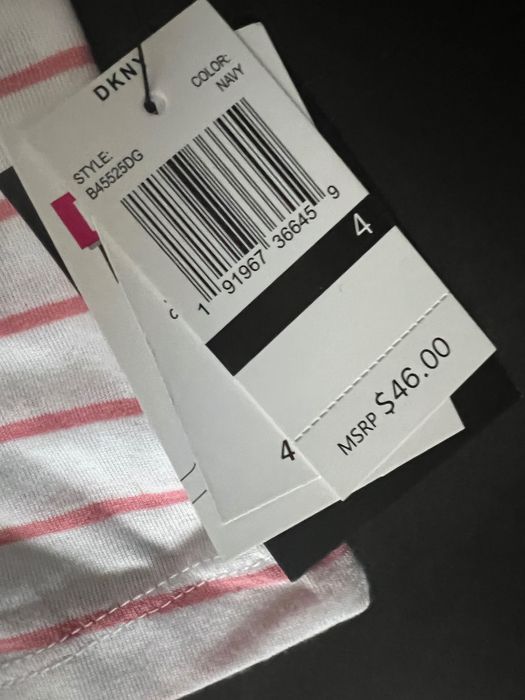 DKNY
COLOR:
NAVY
STYLE:
B45525DG
1 91967 36645 9
4
MSRP $46.00
4